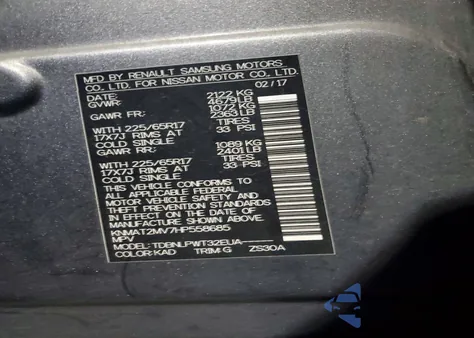 MFD BY RENAULT SAMSUNG MOTORS
CO., LTD. FOR NISSAN MOTOR CO., LTD.
DATE: 02/17
GVWR: 2122 KG
4679 LB
GAWR FR: 1072 KG
2363 LB
WITH 225/65R17 TIRES
17X7J RIMS AT 33 PSI
COLD SINGLE
GAWR RR: 1089 KG
2401 LB
WITH 225/65R17 TIRES
17X7J RIMS AT 33 PSI
COLD SINGLE
THIS VEHICLE CONFORMS TO
ALL APPLICABLE FEDERAL
MOTOR VEHICLE SAFETY AND
THEFT PREVENTION STANDARDS
IN EFFECT ON THE DATE OF
MANUFACTURE SHOWN ABOVE.
KNMAT2MV7HP558685
MPV
MODEL: TDBNLPWT32EUA-----
COLOR:KAD TRIM:G ZS30A